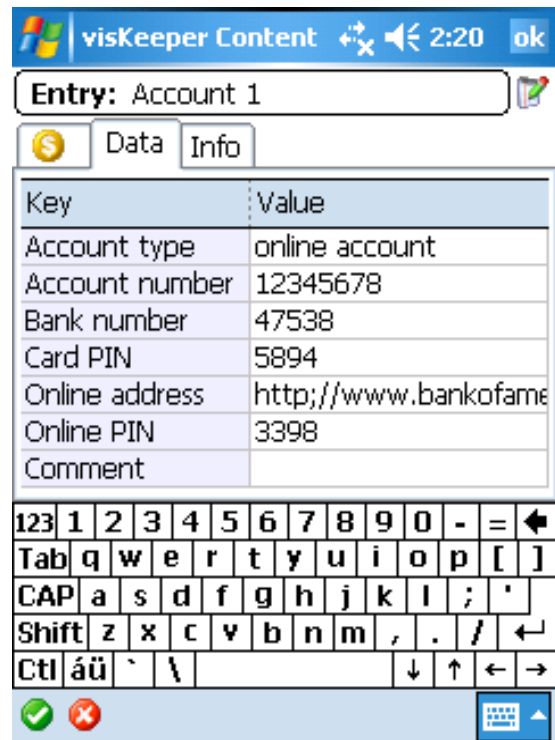 visKeeper Content 2:20 ok
Entry: Account 1
Data Info
Key Value
Account type online account
Account number 12345678
Bank number 47538
Card PIN 5894
Online address http;//www.bankofame
Online PIN 3398
Comment
123 1 2 3 4 5 6 7 8 9 0 - =
Tab q w e r t y u i o p [ ]
CAP a s d f g h j k l ; '
Shift z x c v b n m , . /
Ctl áü ` \